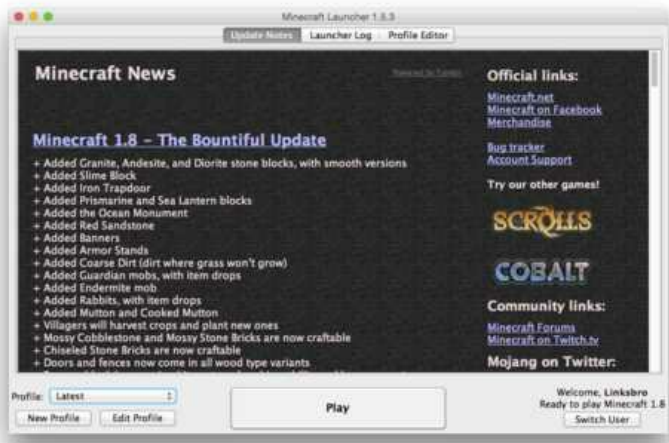 Minecraft Launcher 1.5.3
Update Notes
Launcher Log
Profile Editor
Minecraft News
Powered by Tumblr
Minecraft 1.8 – The Bountiful Update
+ Added Granite, Andesite, and Diorite stone blocks, with smooth versions
+ Added Slime Block
+ Added Iron Trapdoor
+ Added Prismarine and Sea Lantern blocks
+ Added the Ocean Monument
+ Added Red Sandstone
+ Added Banners
+ Added Armor Stands
+ Added Coarse Dirt (dirt where grass won't grow)
+ Added Guardian mobs, with item drops
+ Added Endermite mob
+ Added Rabbits, with item drops
+ Added Mutton and Cooked Mutton
+ Villagers will harvest crops and plant new ones
+ Mossy Cobblestone and Mossy Stone Bricks are now craftable
+ Chiseled Stone Bricks are now craftable
+ Doors and fences now come in all wood type variants
Official links:
Minecraft.net
Minecraft on Facebook
Merchandise
Bug tracker
Account Support
Try our other games!
SCROLLS
COBALT
Community links:
Minecraft Forums
Minecraft on Twitch.tv
Mojang on Twitter:
Profile: Latest
New Profile
Edit Profile
Play
Welcome, Linksbro
Ready to play Minecraft 1.8
Switch User